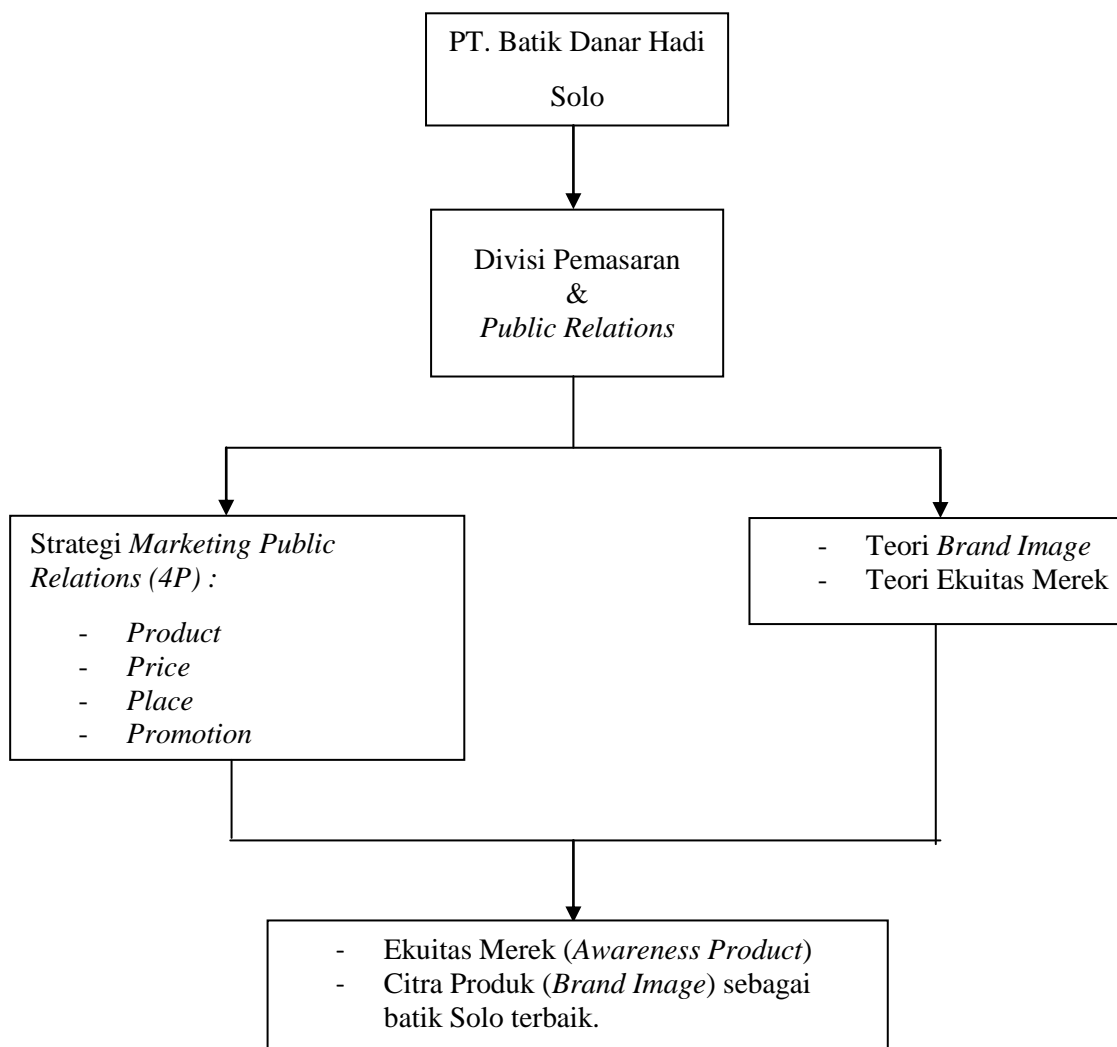 PT. Batik Danar Hadi
Solo
Divisi Pemasaran
&
Public Relations
Strategi Marketing Public
Relations (4P) :
- Product
- Price
- Place
- Promotion
- Teori Brand Image
- Teori Ekuitas Merek
- Ekuitas Merek (Awareness Product)
- Citra Produk (Brand Image) sebagai
batik Solo terbaik.